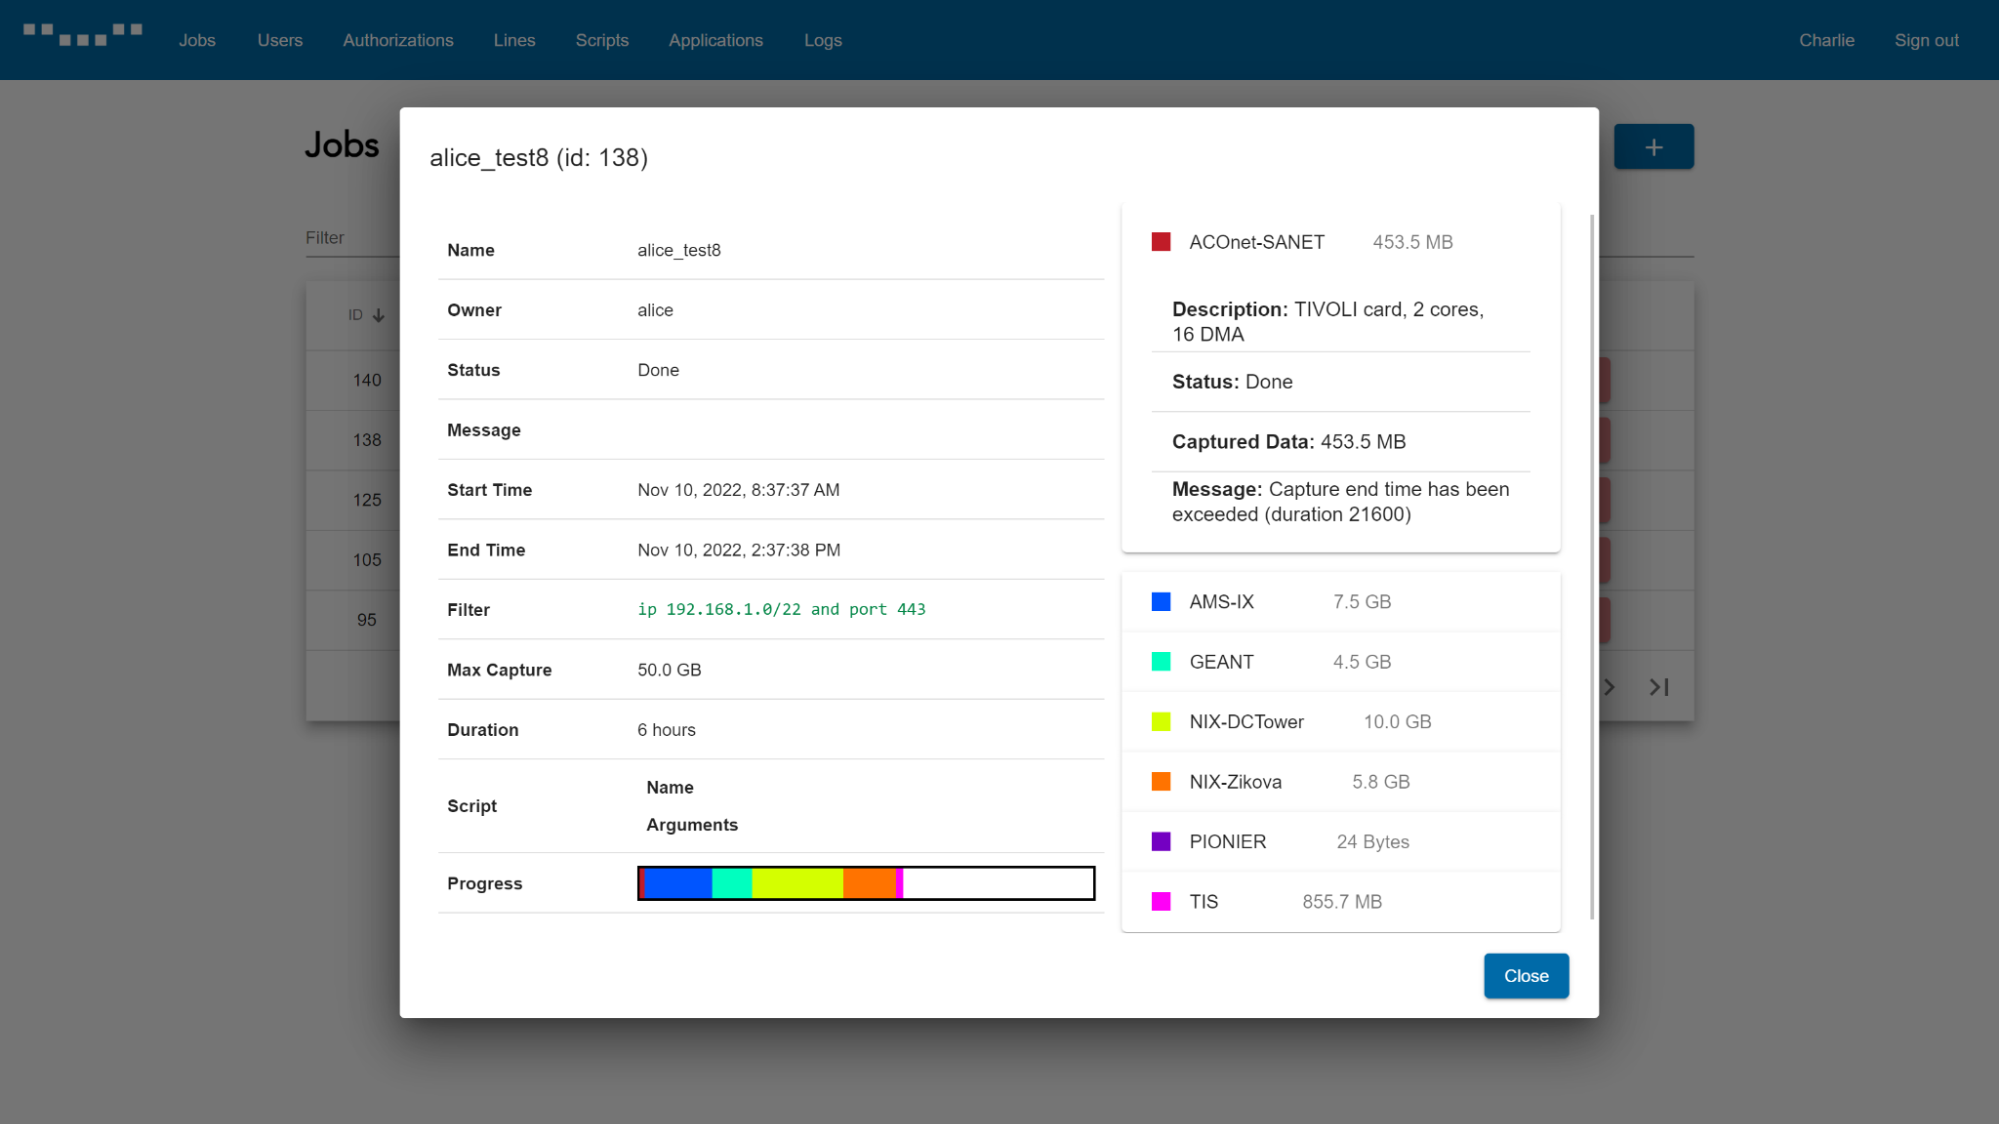 Jobs Users Authorizations Lines Scripts Applications Logs Charlie Sign out
Jobs
+
Filter
ID
140
138
125
105
95
alice_test8 (id: 138)
Name alice_test8
Owner alice
Status Done
Message
Start Time Nov 10, 2022, 8:37:37 AM
End Time Nov 10, 2022, 2:37:38 PM
Filter ip 192.168.1.0/22 and port 443
Max Capture 50.0 GB
Duration 6 hours
Script
Name
Arguments
Progress
ACOnet-SANET 453.5 MB
Description: TIVOLI card, 2 cores,
16 DMA
Status: Done
Captured Data: 453.5 MB
Message: Capture end time has been
exceeded (duration 21600)
AMS-IX 7.5 GB
GEANT 4.5 GB
NIX-DCTower 10.0 GB
NIX-Zikova 5.8 GB
PIONIER 24 Bytes
TIS 855.7 MB
Close